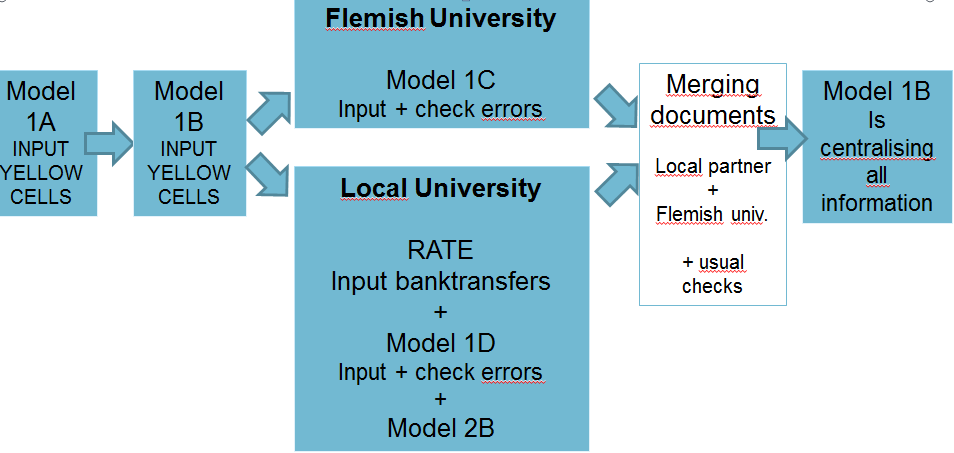 Model
1A
INPUT
YELLOW
CELLS
Model
1B
INPUT
YELLOW
CELLS
Flemish University
Model 1C
Input + check errors
Local University
RATE
Input banktransfers
+
Model 1D
Input + check errors
+
Model 2B
Merging
documents
Local partner
+
Flemish univ.
+ usual
checks
Model 1B
Is
centralising
all
information